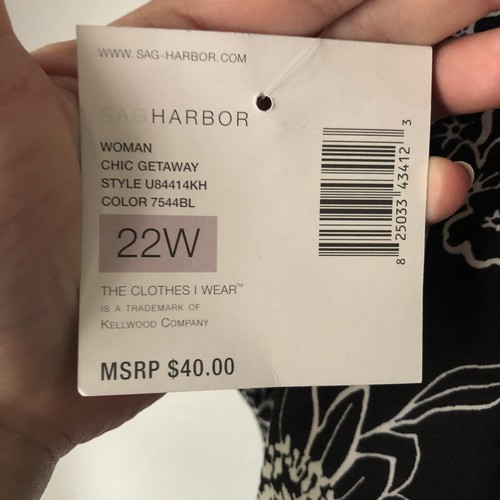 WWW. SAG-HARBOR.COM
SAGHARBOR
WOMAN
CHIC GETAWAY
STYLE U84414KH
COLOR 7544BL
22W
THE CLOTHES I WEAR™
IS A TRADEMARK OF
KELLWOOD COMPANY
MSRP $40.00
8 25033 43412 3